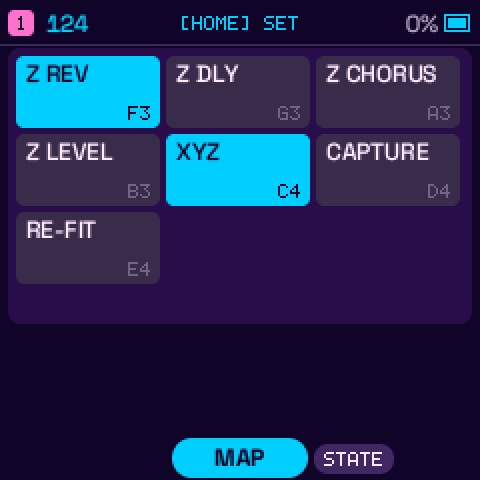 1 124 [HOME] SET 0%
Z REV Z DLY Z CHORUS
F3 G3 A3
Z LEVEL XYZ CAPTURE
B3 C4 D4
RE-FIT
E4
MAP STATE